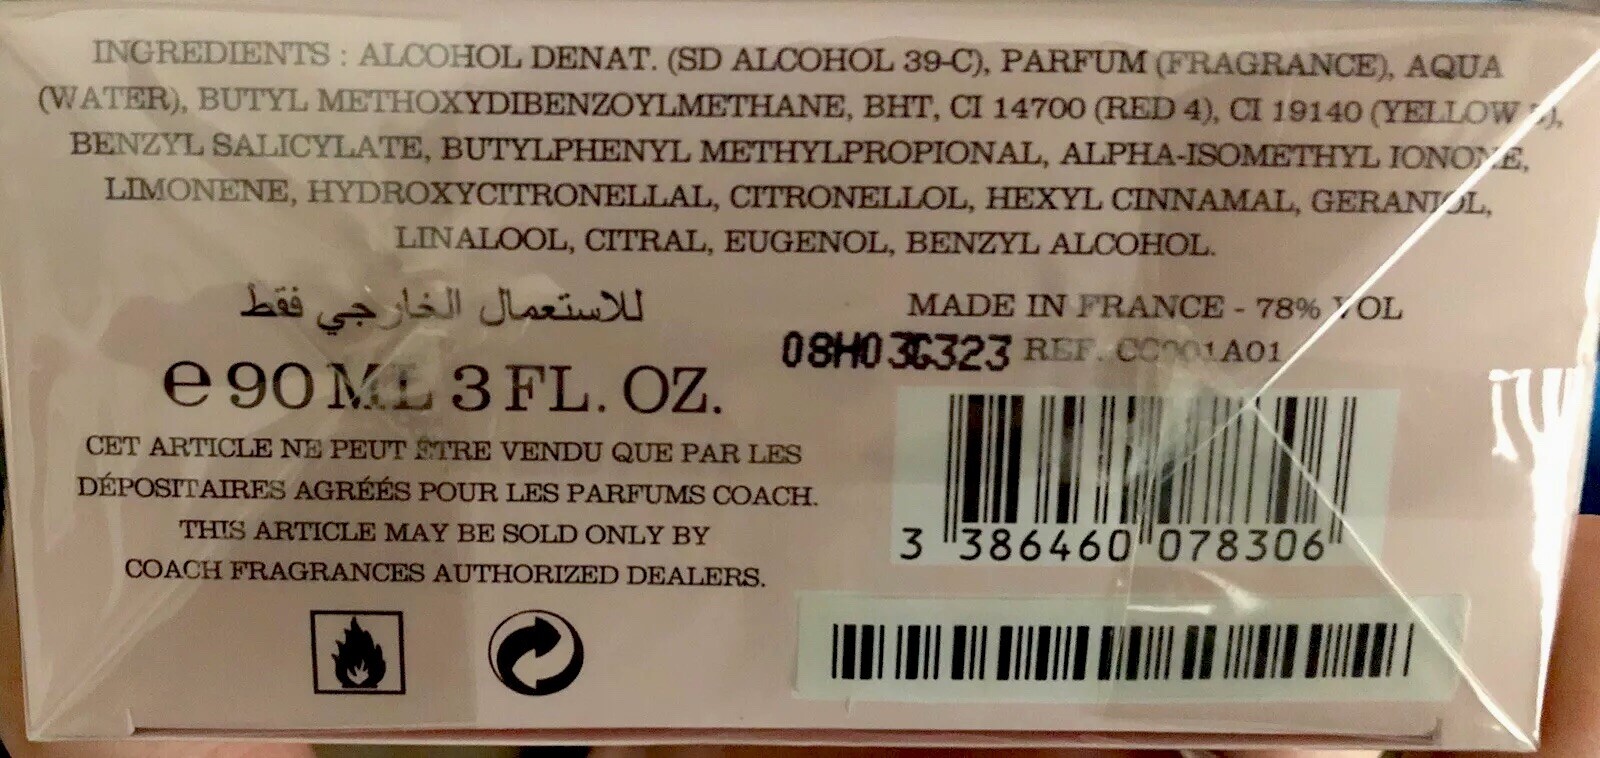 INGREDIENTS : ALCOHOL DENAT. (SD ALCOHOL 39-C), PARFUM (FRAGRANCE), AQUA
(WATER), BUTYL METHOXYDIBENZOYLMETHANE, BHT, CI 14700 (RED 4), CI 19140 (YELLOW
BENZYL SALICYLATE, BUTYLPHENYL METHYLPROPIONAL, ALPHA-ISOMETHYL IONONE,
LIMONENE, HYDROXYCITRONELLAL, CITRONELLOL, HEXYL CINNAMAL, GERANIOL,
LINALOOL, CITRAL, EUGENOL, BENZYL ALCOHOL.
للاستعمال الخارجي فقط
e 90 ML 3 FL. OZ.
CET ARTICLE NE PEUT ÊTRE VENDU QUE PAR LES
DÉPOSITAIRES AGRÉÉS POUR LES PARFUMS COACH.
THIS ARTICLE MAY BE SOLD ONLY BY
COACH FRAGRANCES AUTHORIZED DEALERS.
MADE IN FRANCE - 78% VOL
REF.
3 386460 078306